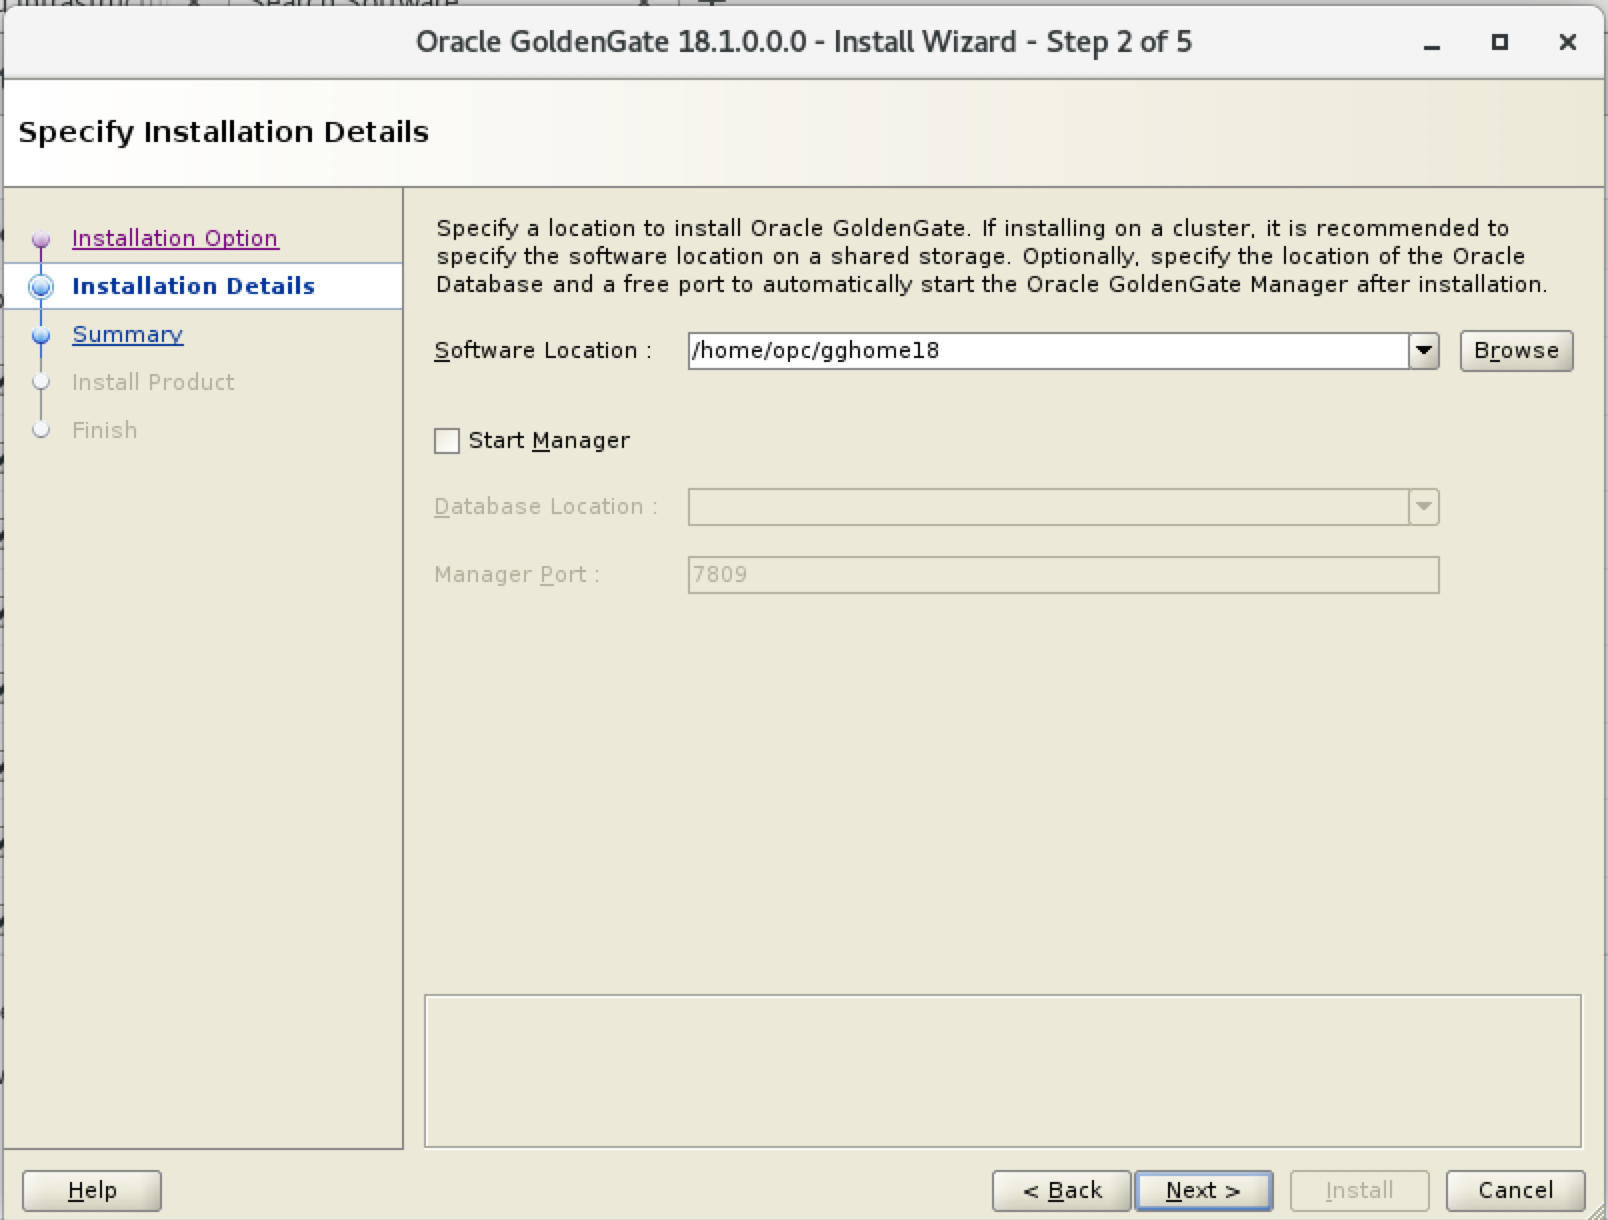 Search Software
Oracle GoldenGate 18.1.0.0.0 - Install Wizard - Step 2 of 5
Specify Installation Details
Installation Option
Installation Details
Summary
Install Product
Finish
Specify a location to install Oracle GoldenGate. If installing on a cluster, it is recommended to
specify the software location on a shared storage. Optionally, specify the location of the Oracle
Database and a free port to automatically start the Oracle GoldenGate Manager after installation.
Software Location :
/home/opc/gghome18
Browse
Start Manager
Database Location :
Manager Port :
7809
Help
< Back
Next >
Install
Cancel